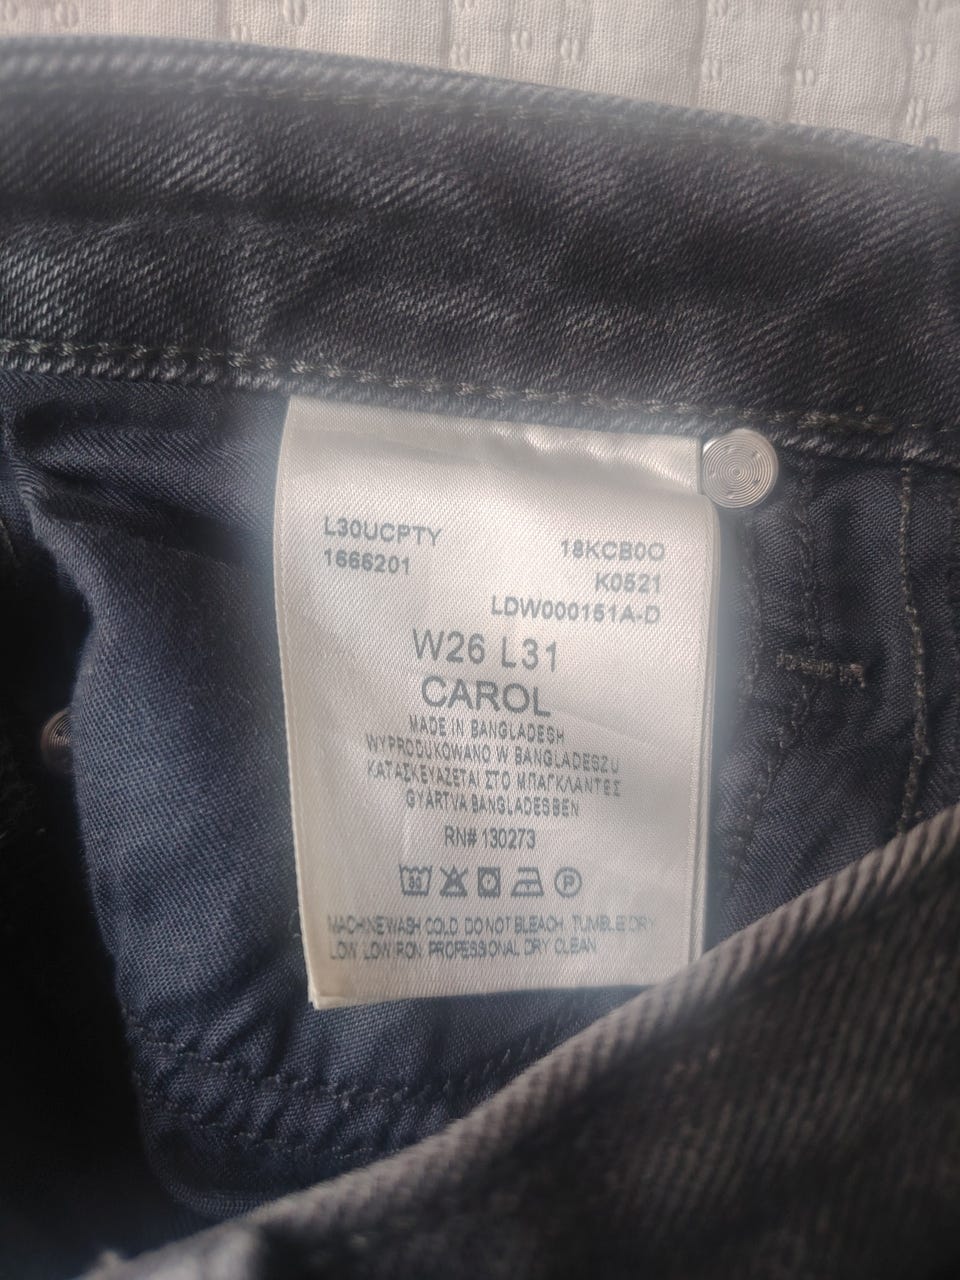 L30UCPTY
1666201
18KCB0O
K0521
LDW000151A-D
W26 L31
CAROL
MADE IN BANGLADESH
WYPRODUKOWANO W BANGLADESZU
ΚΑΤΑΣΚΕΥΑΖΕΤΑΙ ΣΤΟ ΜΠΑΓΚΛΑΝΤΕΣ
GYÁRTVA BANGLADESBEN
RN# 130273
30
P
MACHINE WASH COLD. DO NOT BLEACH. TUMBLE DRY
LOW. LOW IRON. PROFESSIONAL DRY CLEAN